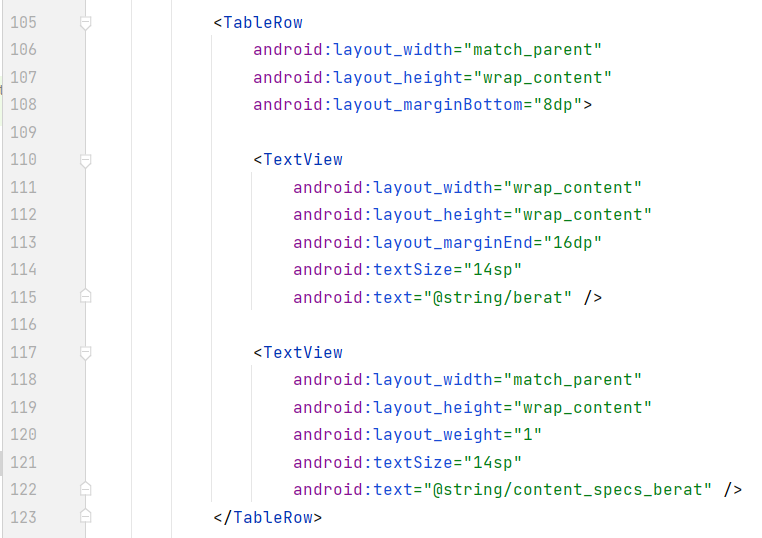 105 <TableRow
106 android:layout_width="match_parent"
107 android:layout_height="wrap_content"
108 android:layout_marginBottom="8dp">
109
110 <TextView
111 android:layout_width="wrap_content"
112 android:layout_height="wrap_content"
113 android:layout_marginEnd="16dp"
114 android:textSize="14sp"
115 android:text="@string/berat" />
116
117 <TextView
118 android:layout_width="match_parent"
119 android:layout_height="wrap_content"
120 android:layout_weight="1"
121 android:textSize="14sp"
122 android:text="@string/content_specs_berat" />
123 </TableRow>